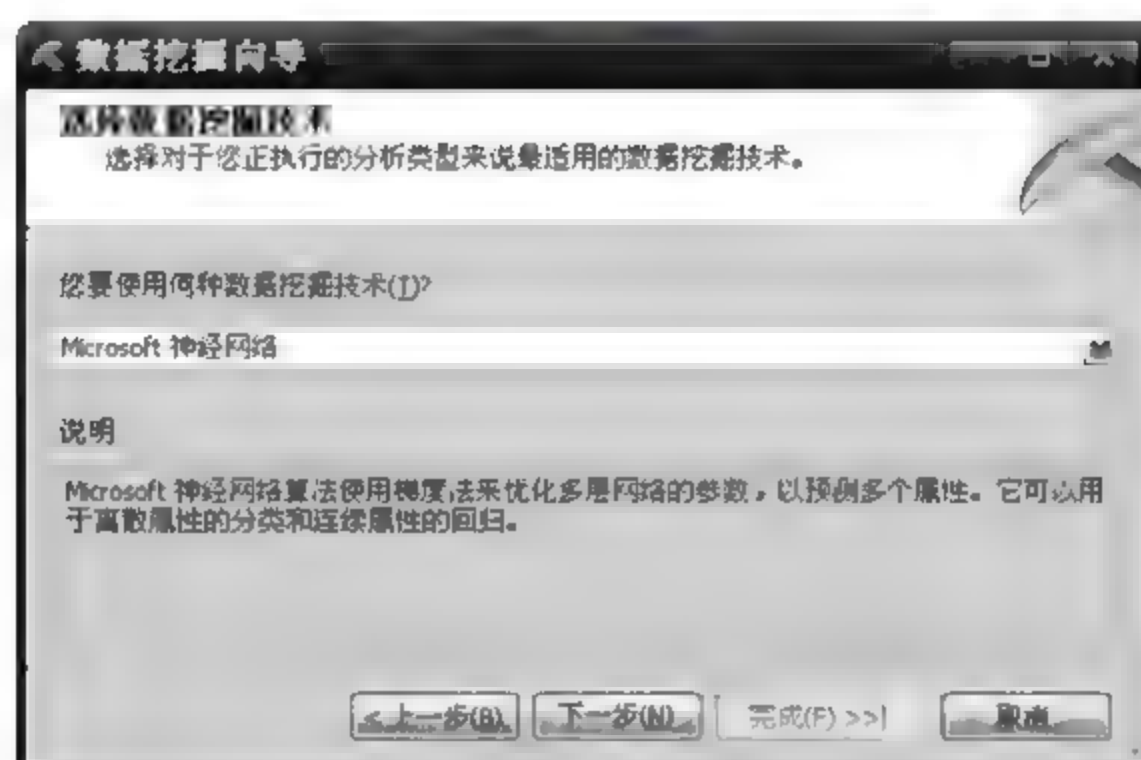 数据挖掘向导
选择数据挖掘技术
选择对于您正执行的分析类型来说最适用的数据挖掘技术。
您要使用何种数据挖掘技术(I)?
Microsoft 神经网络
说明
Microsoft 神经网络算法使用梯度法来优化多层网络的参数，以预测多个属性。它可以用
于离散属性的分类和连续属性的回归。
< 上一步(B) 下一步(N) 完成(F) >>| 取消